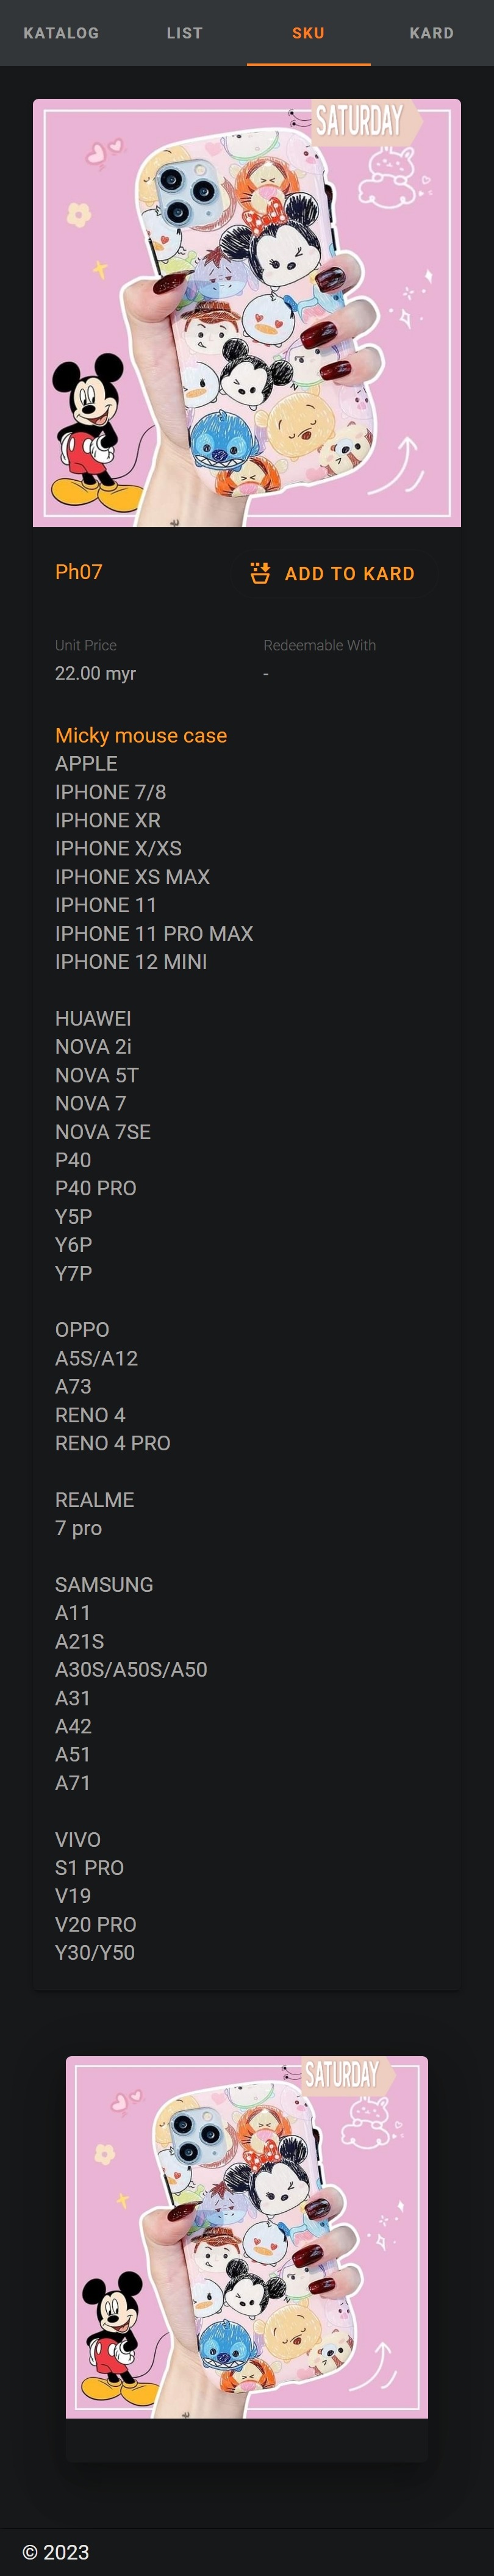 KATALOG LIST SKU KARD
SATURDAY
Ph07 ADD TO KARD
Unit Price Redeemable With
22.00 myr -
Micky mouse case
APPLE
IPHONE 7/8
IPHONE XR
IPHONE X/XS
IPHONE XS MAX
IPHONE 11
IPHONE 11 PRO MAX
IPHONE 12 MINI
HUAWEI
NOVA 2i
NOVA 5T
NOVA 7
NOVA 7SE
P40
P40 PRO
Y5P
Y6P
Y7P
OPPO
A5S/A12
A73
RENO 4
RENO 4 PRO
REALME
7 pro
SAMSUNG
A11
A21S
A30S/A50S/A50
A31
A42
A51
A71
VIVO
S1 PRO
V19
V20 PRO
Y30/Y50
SATURDAY
© 2023